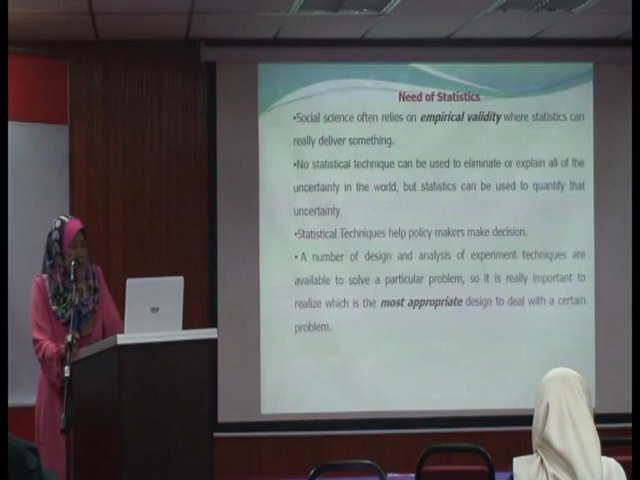 Need of Statistics
•Social science often relies on empirical validity where statistics can
really deliver something.
•No statistical technique can be used to eliminate or explain all of the
uncertainty in the world, but statistics can be used to quantify that
uncertainty
•Statistical Techniques help policy makers make decision.
• A number of design and analysis of experiment techniques are
available to solve a particular problem, so it is really important to
realize which is the most appropriate design to deal with a certain
problem.